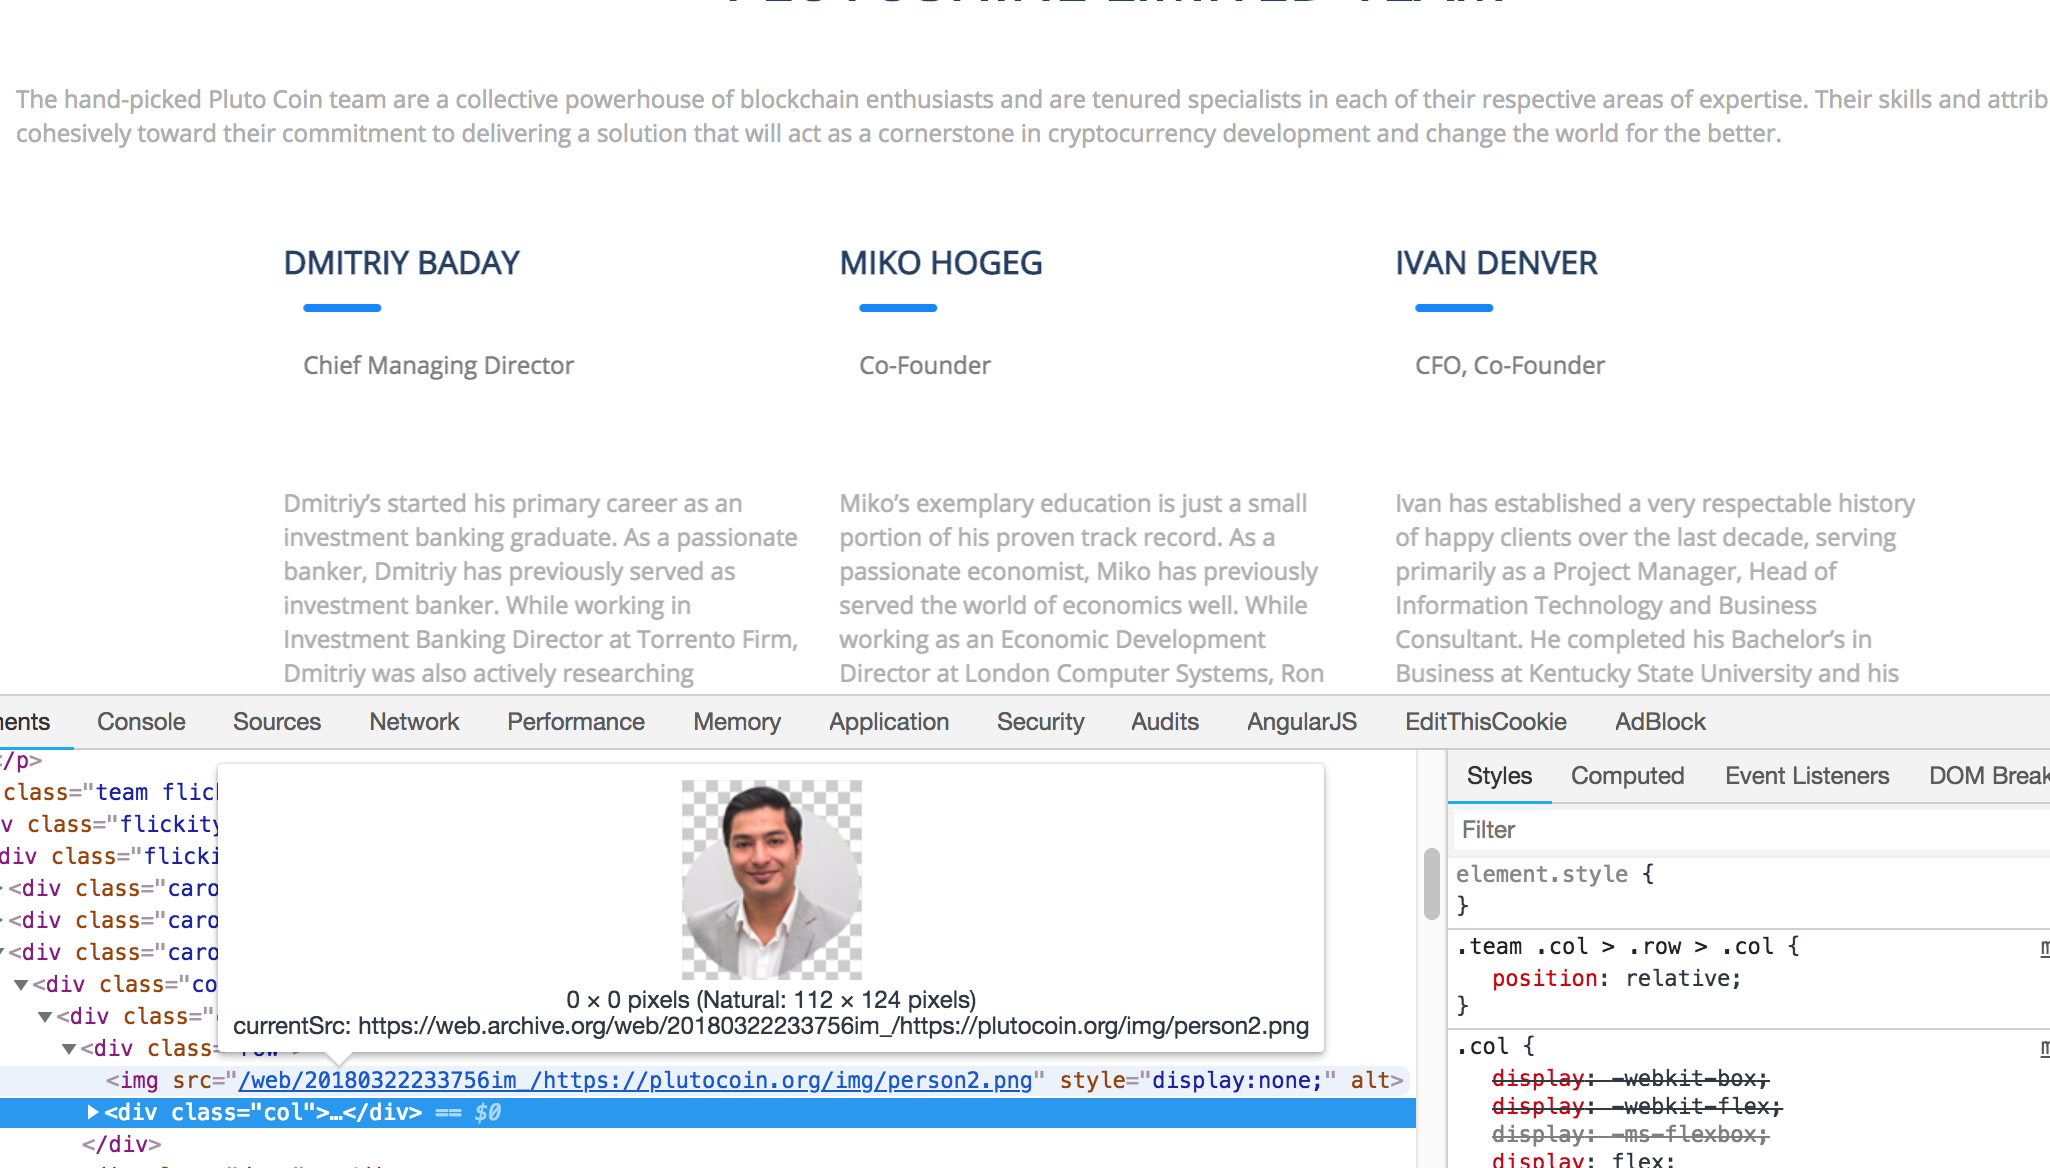 The hand-picked Pluto Coin team are a collective powerhouse of blockchain enthusiasts and are tenured specialists in each of their respective areas of expertise. Their skills and attrib
cohesively toward their commitment to delivering a solution that will act as a cornerstone in cryptocurrency development and change the world for the better.
DMITRIY BADAY
Chief Managing Director
Dmitriy’s started his primary career as an
investment banking graduate. As a passionate
banker, Dmitriy has previously served as
investment banker. While working in
Investment Banking Director at Torrento Firm,
Dmitriy was also actively researching
MIKO HOGEG
Co-Founder
Miko’s exemplary education is just a small
portion of his proven track record. As a
passionate economist, Miko has previously
served the world of economics well. While
working as an Economic Development
Director at London Computer Systems, Ron
IVAN DENVER
CFO, Co-Founder
Ivan has established a very respectable history
of happy clients over the last decade, serving
primarily as a Project Manager, Head of
Information Technology and Business
Consultant. He completed his Bachelor’s in
Business at Kentucky State University and his
nents Console Sources Network Performance Memory Application Security Audits AngularJS EditThisCookie AdBlock
/p>
class="team flic
v class="flickity
div class="flicki
<div class="caro
<div class="caro
<div class="caro
<div class="co
<div class="
<div class="row">
0 × 0 pixels (Natural: 112 × 124 pixels)
currentSrc: https://web.archive.org/web/20180322233756im_/https://plutocoin.org/img/person2.png
<img src="/web/20180322233756im_/https://plutocoin.org/img/person2.png" style="display:none;" alt>
<div class="col">…</div> == $0
</div>
Styles Computed Event Listeners DOM Break
Filter
element.style {
}
.team .col > .row > .col {
position: relative;
}
.col {
display: -webkit-box;
display: -webkit-flex;
display: -ms-flexbox;
display: flex;